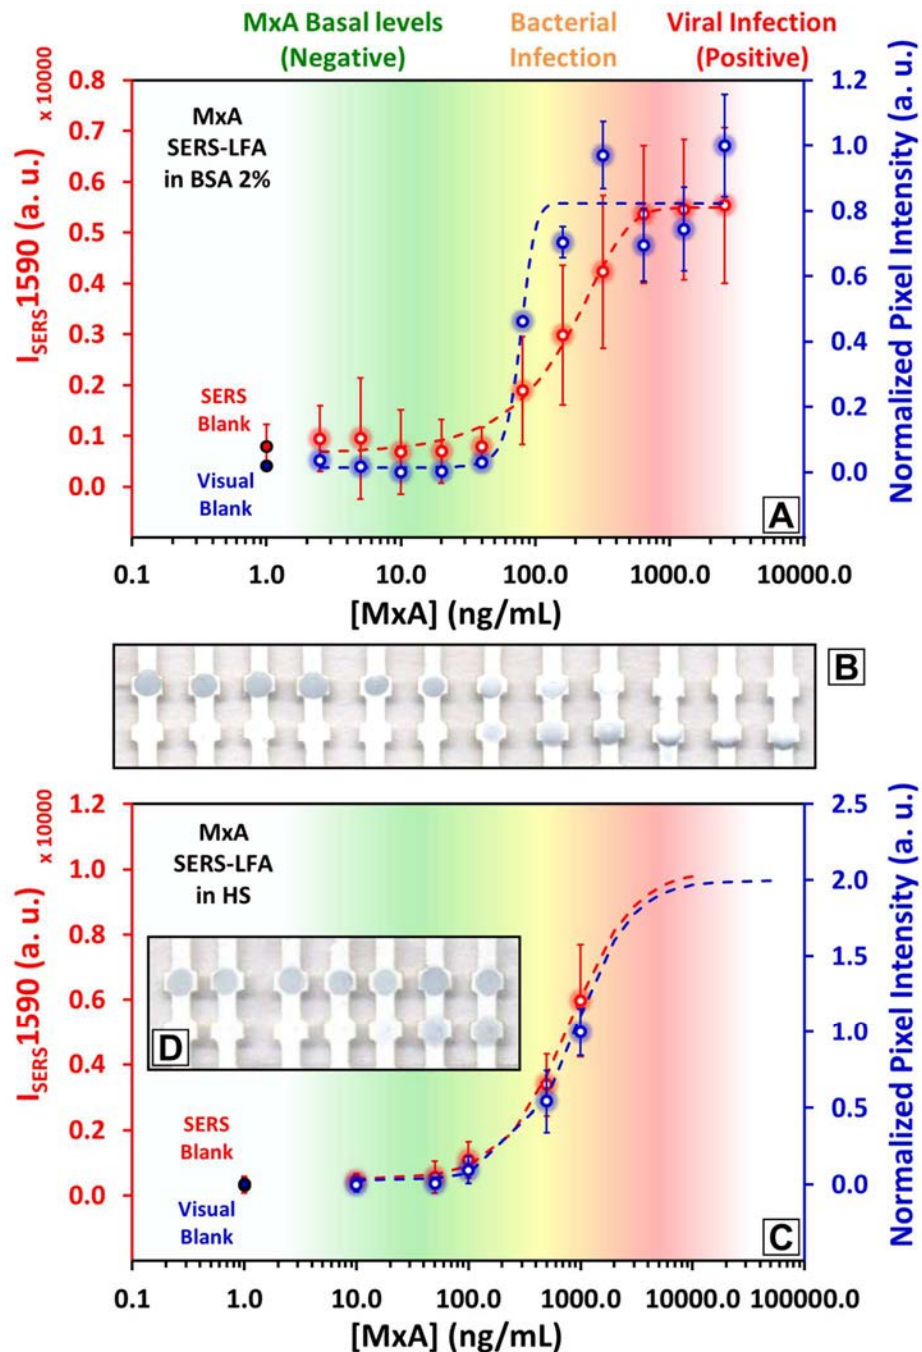 MxA Basal levels
(Negative)
Bacterial
Infection
Viral Infection
(Positive)
I_SERS1590 (a. u.) x 10000
0.8
0.7
0.6
0.5
0.4
0.3
0.2
0.1
0.0
MxA
SERS-LFA
in BSA 2%
SERS
Blank
Visual
Blank
A
1.2
1.0
0.8
0.6
0.4
0.2
0.0
Normalized Pixel Intensity (a. u.)
0.1 1.0 10.0 100.0 1000.0 10000.0
[MxA] (ng/mL)
B
I_SERS1590 (a. u.) x 10000
1.2
1.0
0.8
0.6
0.4
0.2
0.0
MxA
SERS-LFA
in HS
D
SERS
Blank
Visual
Blank
C
2.5
2.0
1.5
1.0
0.5
0.0
Normalized Pixel Intensity (a. u.)
0.1 1.0 10.0 100.0 1000.0 10000.0 100000.0
[MxA] (ng/mL)